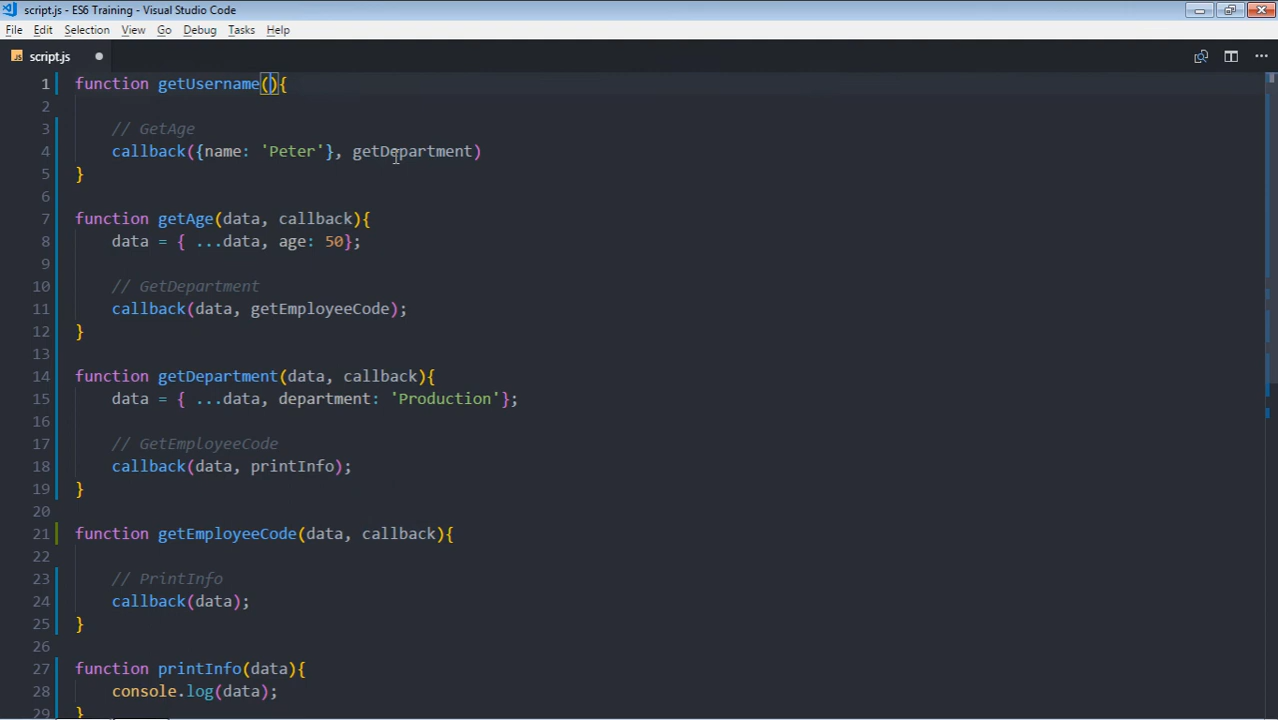 script.js - ES6 Training - Visual Studio Code
File Edit Selection View Go Debug Tasks Help
JS script.js
1 function getUsername(){
2
3 // GetAge
4 callback({name: 'Peter'}, getDepartment)
5 }
6
7 function getAge(data, callback){
8 data = { ...data, age: 50};
9
10 // GetDepartment
11 callback(data, getEmployeeCode);
12 }
13
14 function getDepartment(data, callback){
15 data = { ...data, department: 'Production'};
16
17 // GetEmployeeCode
18 callback(data, printInfo);
19 }
20
21 function getEmployeeCode(data, callback){
22
23 // PrintInfo
24 callback(data);
25 }
26
27 function printInfo(data){
28 console.log(data);
29 }